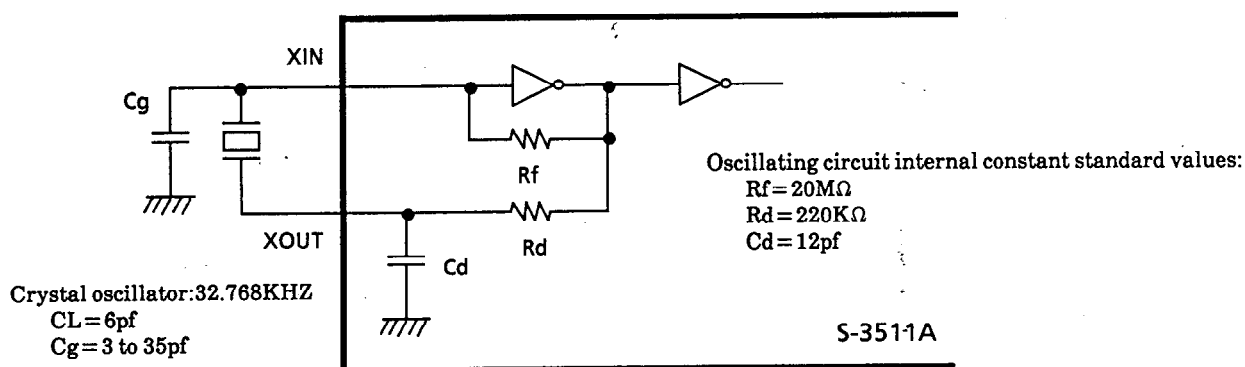 XIN
Cg
Rf
Oscillating circuit internal constant standard values:
Rf=20MΩ
Rd=220KΩ
Cd=12pf
XOUT
Rd
Cd
Crystal oscillator:32.768KHZ
CL=6pf
Cg=3 to 35pf
S-3511A